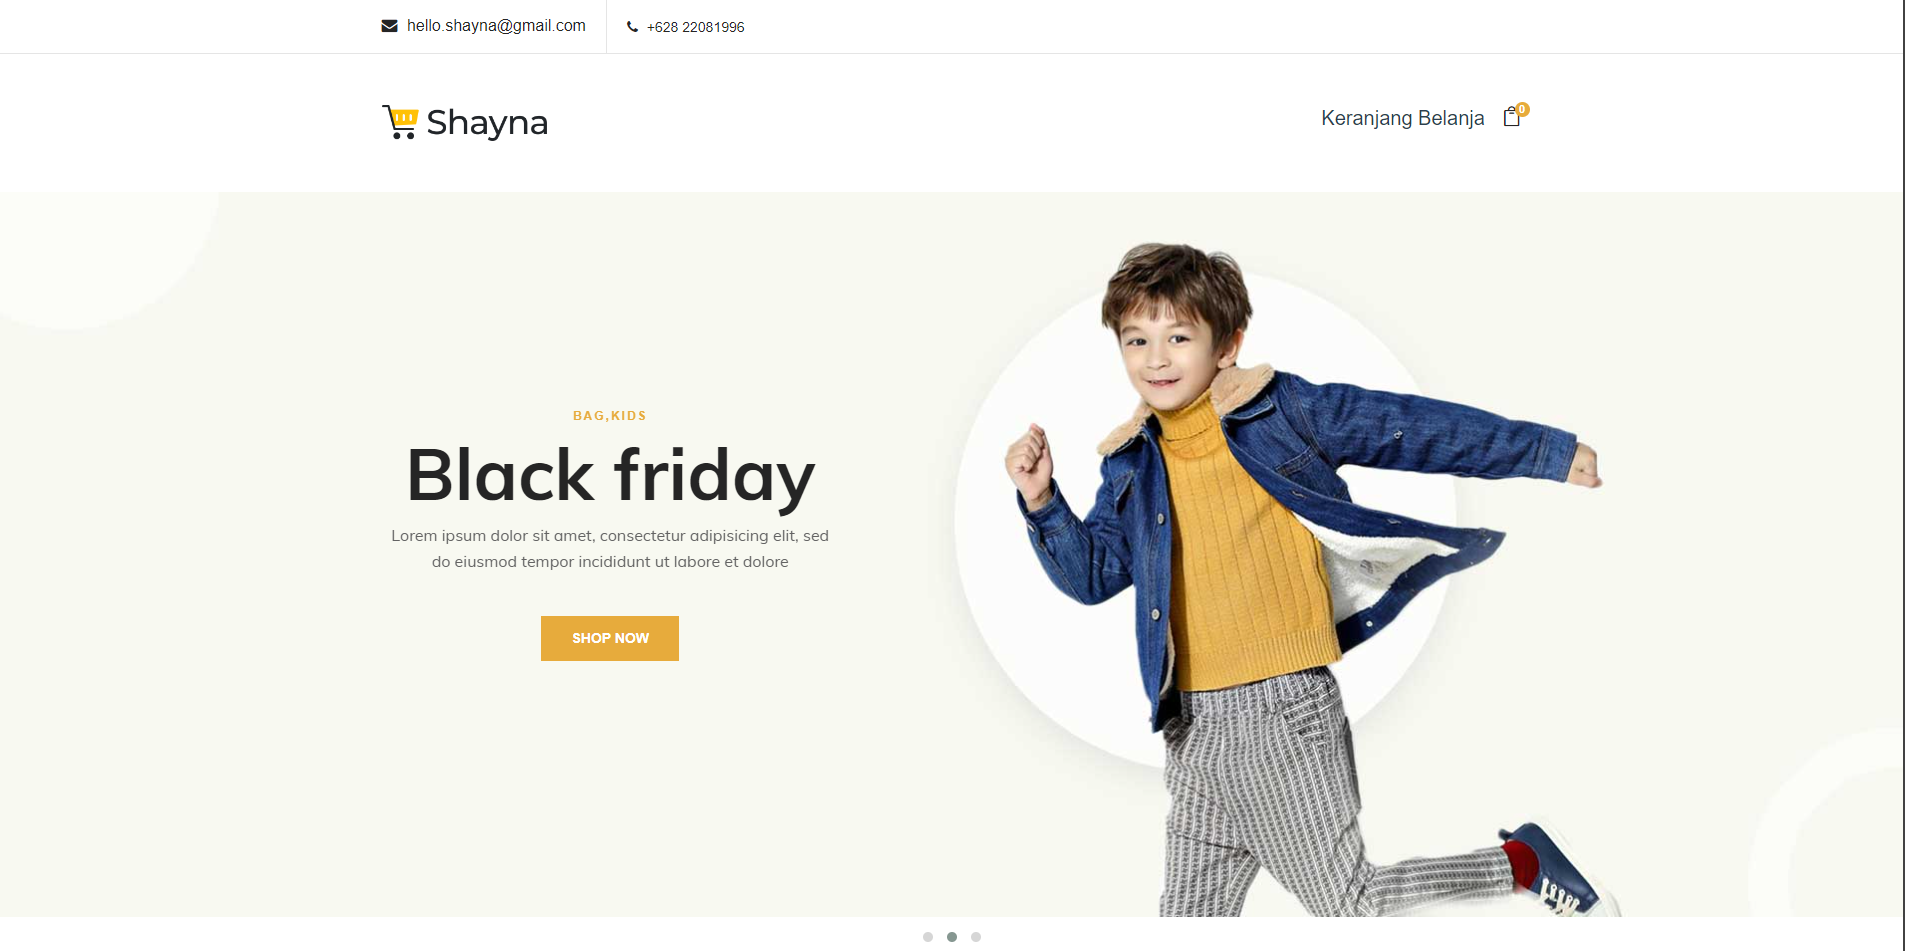 hello.shayna@gmail.com
+628 22081996
Shayna
Keranjang Belanja
0
BAG,KIDS
Black friday
Lorem ipsum dolor sit amet, consectetur adipisicing elit, sed
do eiusmod tempor incididunt ut labore et dolore
SHOP NOW